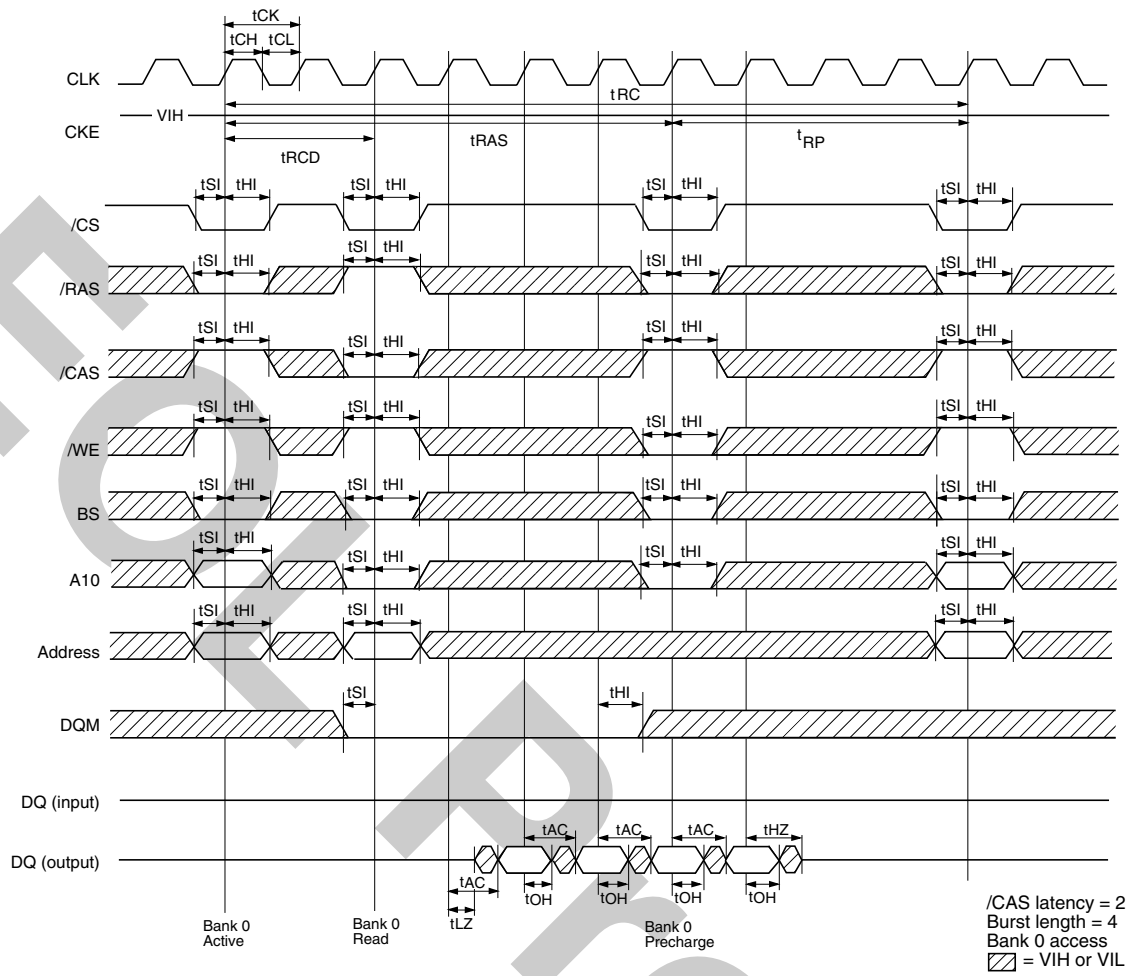 tCK
tCH tCL
CLK
tRC
VIH
CKE
tRAS
tRP
tRCD
tSI tHI tSI tHI tSI tHI tSI tHI
/CS
tSI tHI tSI tHI tSI tHI tSI tHI
/RAS
tSI tHI tSI tHI tSI tHI tSI tHI
/CAS
tSI tHI tSI tHI tSI tHI tSI tHI
/WE
tSI tHI tSI tHI tSI tHI tSI tHI
BS
tSI tHI tSI tHI tSI tHI tSI tHI
A10
tSI tHI tSI tHI tSI tHI
Address
tSI tHI
DQM
DQ (input)
tAC tAC tAC tHZ
DQ (output)
tAC
tOH tOH tOH tOH
tLZ
Bank 0
Active
Bank 0
Read
Bank 0
Precharge
/CAS latency = 2
Burst length = 4
Bank 0 access
= VIH or VIL
EOL Pr